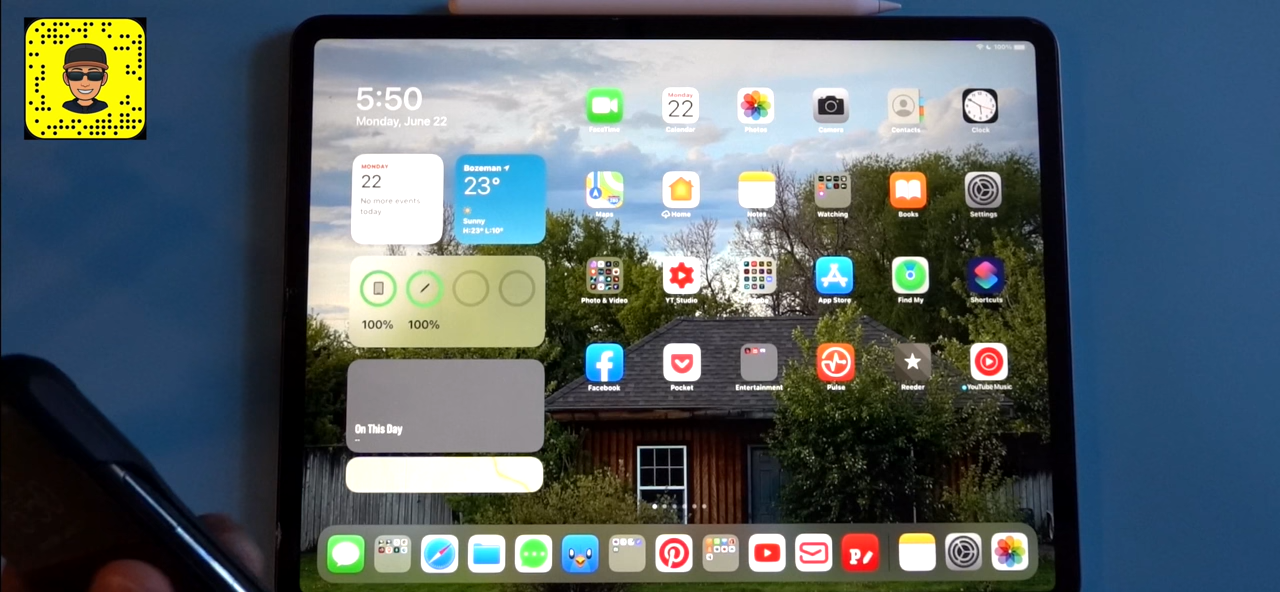 100%
5:50
Monday, June 22
MONDAY
22
No more events
today
Bozeman
23°
Sunny
H:23° L:10°
100%
100%
On This Day
--
Monday
22
FaceTime
Calendar
Photos
Camera
Contacts
Clock
Maps
Home
Notes
Watching
Books
Settings
Photo & Video
YT Studio
App Store
Find My
Shortcuts
Facebook
Pocket
Entertainment
Pulse
Reeder
YouTube Music